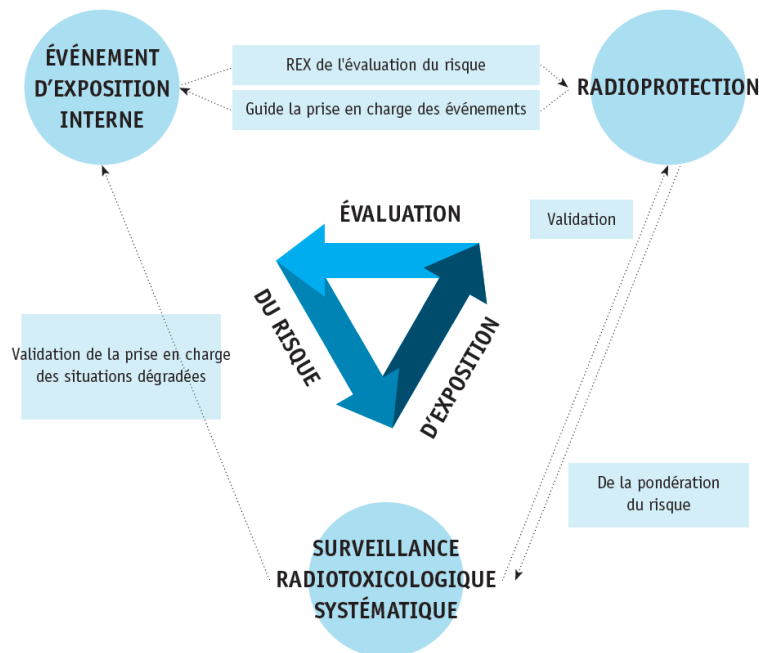 ÉVÉNEMENT
D'EXPOSITION
INTERNE
REX de l'évaluation du risque
Guide la prise en charge des événements
RADIOPROTECTION
ÉVALUATION
DU RISQUE
D'EXPOSITION
Validation
Validation de la prise en charge
des situations dégradées
De la pondération
du risque
SURVEILLANCE
RADIOTOXICOLOGIQUE
SYSTÉMATIQUE